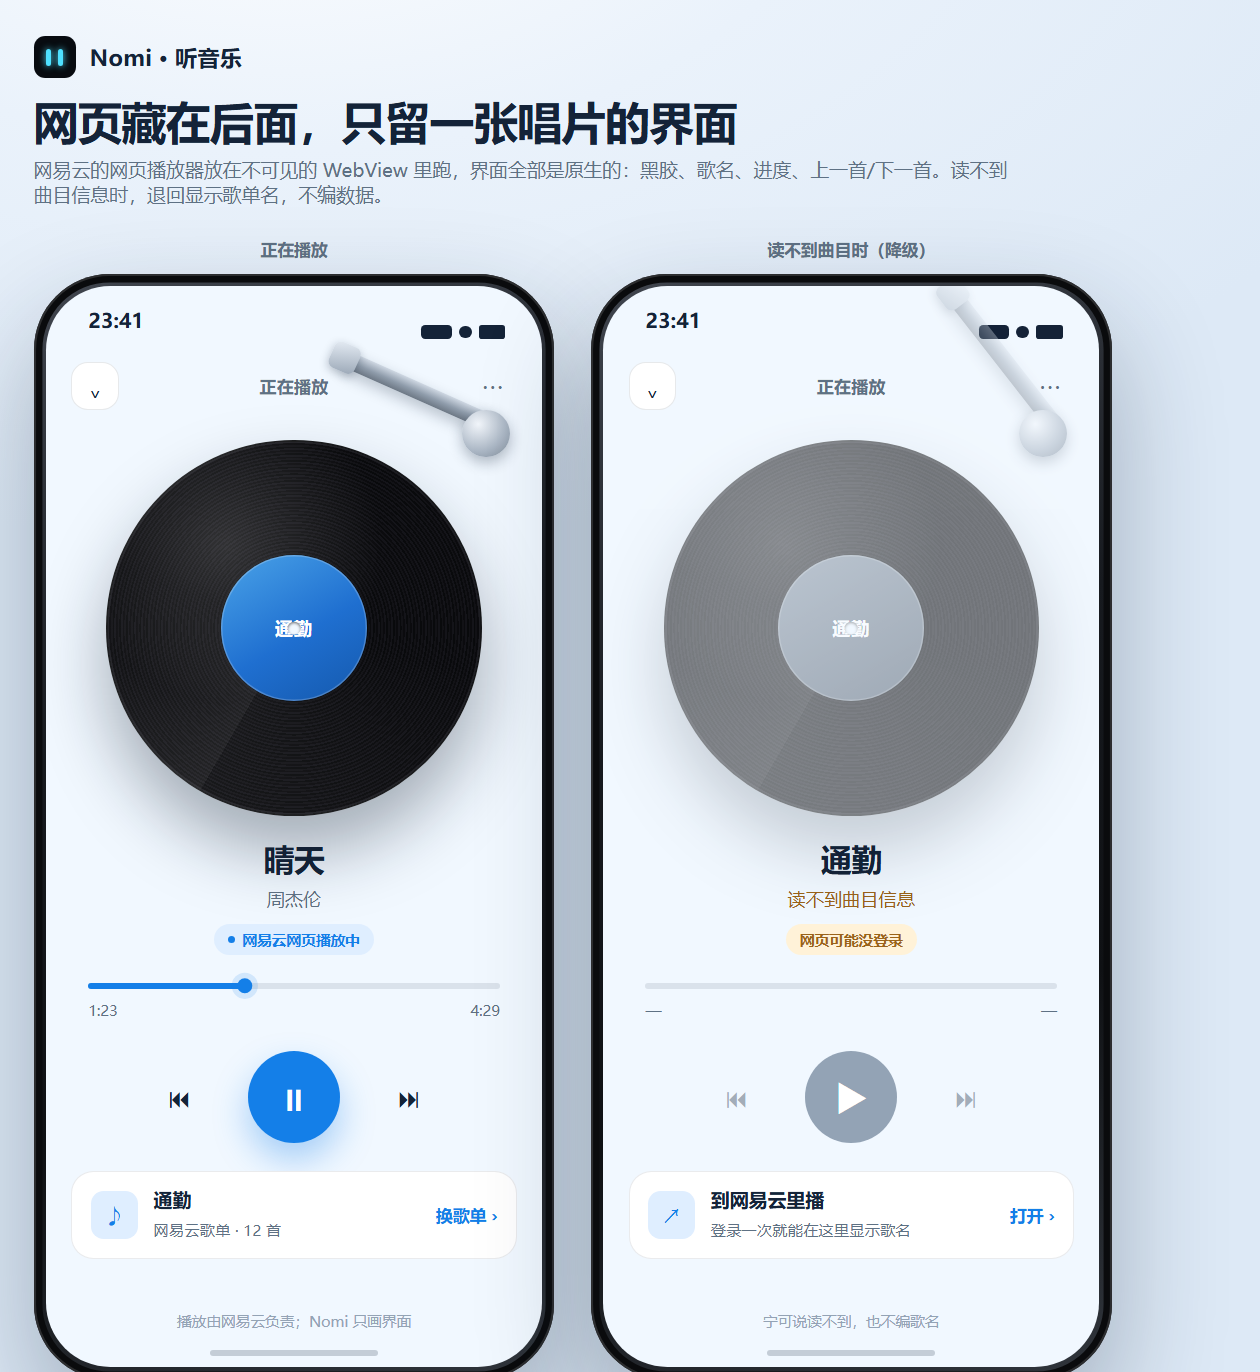 Nomi • 听音乐
网页藏在后面，只留一张唱片的界面
网易云的网页播放器放在不可见的 WebView 里跑，界面全部是原生的：黑胶、歌名、进度、上一首/下一首。读不到
曲目信息时，退回显示歌单名，不编数据。
正在播放
23:41
正在播放
···
通勤
晴天
周杰伦
网易云网页播放中
1:23
4:29
通勤
网易云歌单 · 12 首
换歌单 ›
播放由网易云负责；Nomi 只画界面
读不到曲目时（降级）
23:41
正在播放
···
通勤
通勤
读不到曲目信息
网页可能没登录
—
—
到网易云里播
登录一次就能在这里显示歌名
打开 ›
宁可说读不到，也不编歌名